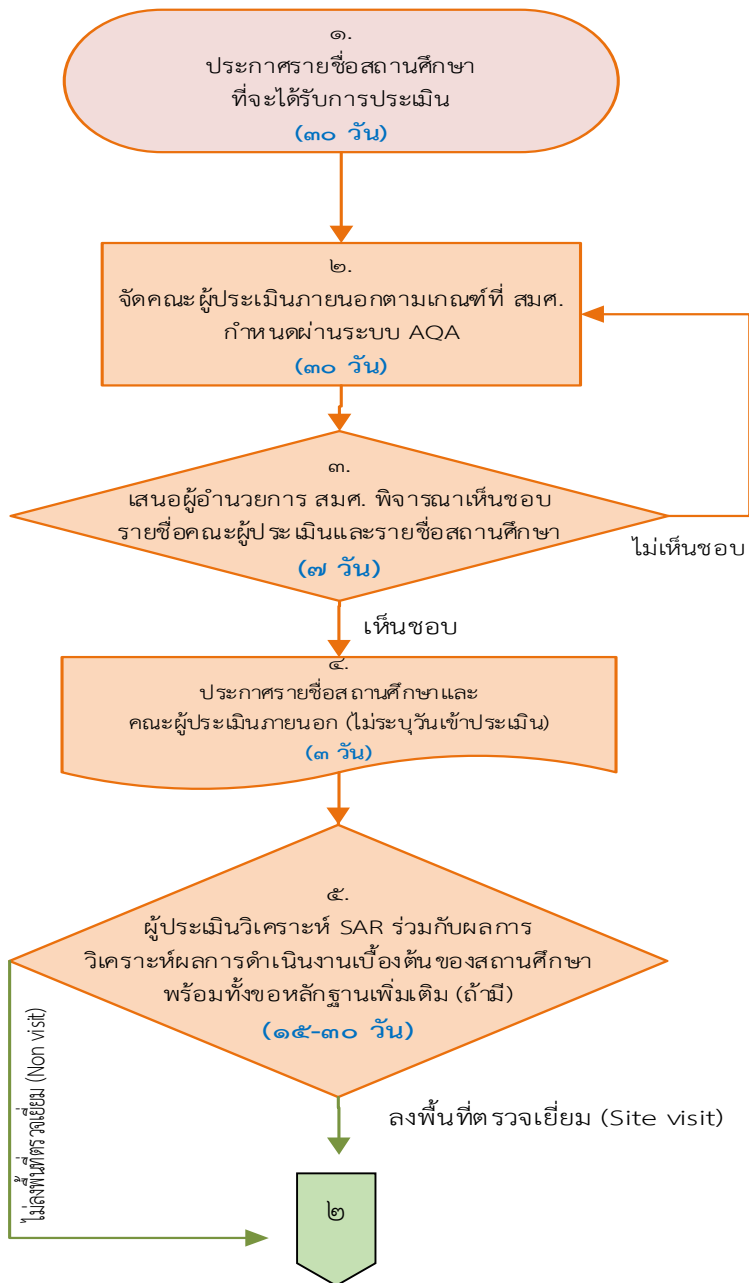 ๑.
ประกาศรายชื่อสถานศึกษา
ที่จะได้รับการประเมิน
(๓๐ วัน)
๒.
จัดคณะผู้ประเมินภายนอกตามเกณฑ์ที่ สมศ.
กำหนดผ่านระบบ AQA
(๓๐ วัน)
๓.
เสนอผู้อำนวยการ สมศ. พิจารณาเห็นชอบ
รายชื่อคณะผู้ประเมินและรายชื่อสถานศึกษา
(๗ วัน)
ไม่เห็นชอบ
เห็นชอบ
๔.
ประกาศรายชื่อสถานศึกษาและ
คณะผู้ประเมินภายนอก (ไม่ระบุวันเข้าประเมิน)
(๓ วัน)
๕.
ผู้ประเมินวิเคราะห์ SAR ร่วมกับผลการ
วิเคราะห์ผลการดำเนินงานเบื้องต้นของสถานศึกษา
พร้อมทั้งขอหลักฐานเพิ่มเติม (ถ้ามี)
(๑๕-๓๐ วัน)
ไม่ลงพื้นที่ตรวจเยี่ยม (Non visit)
ลงพื้นที่ตรวจเยี่ยม (Site visit)
๒